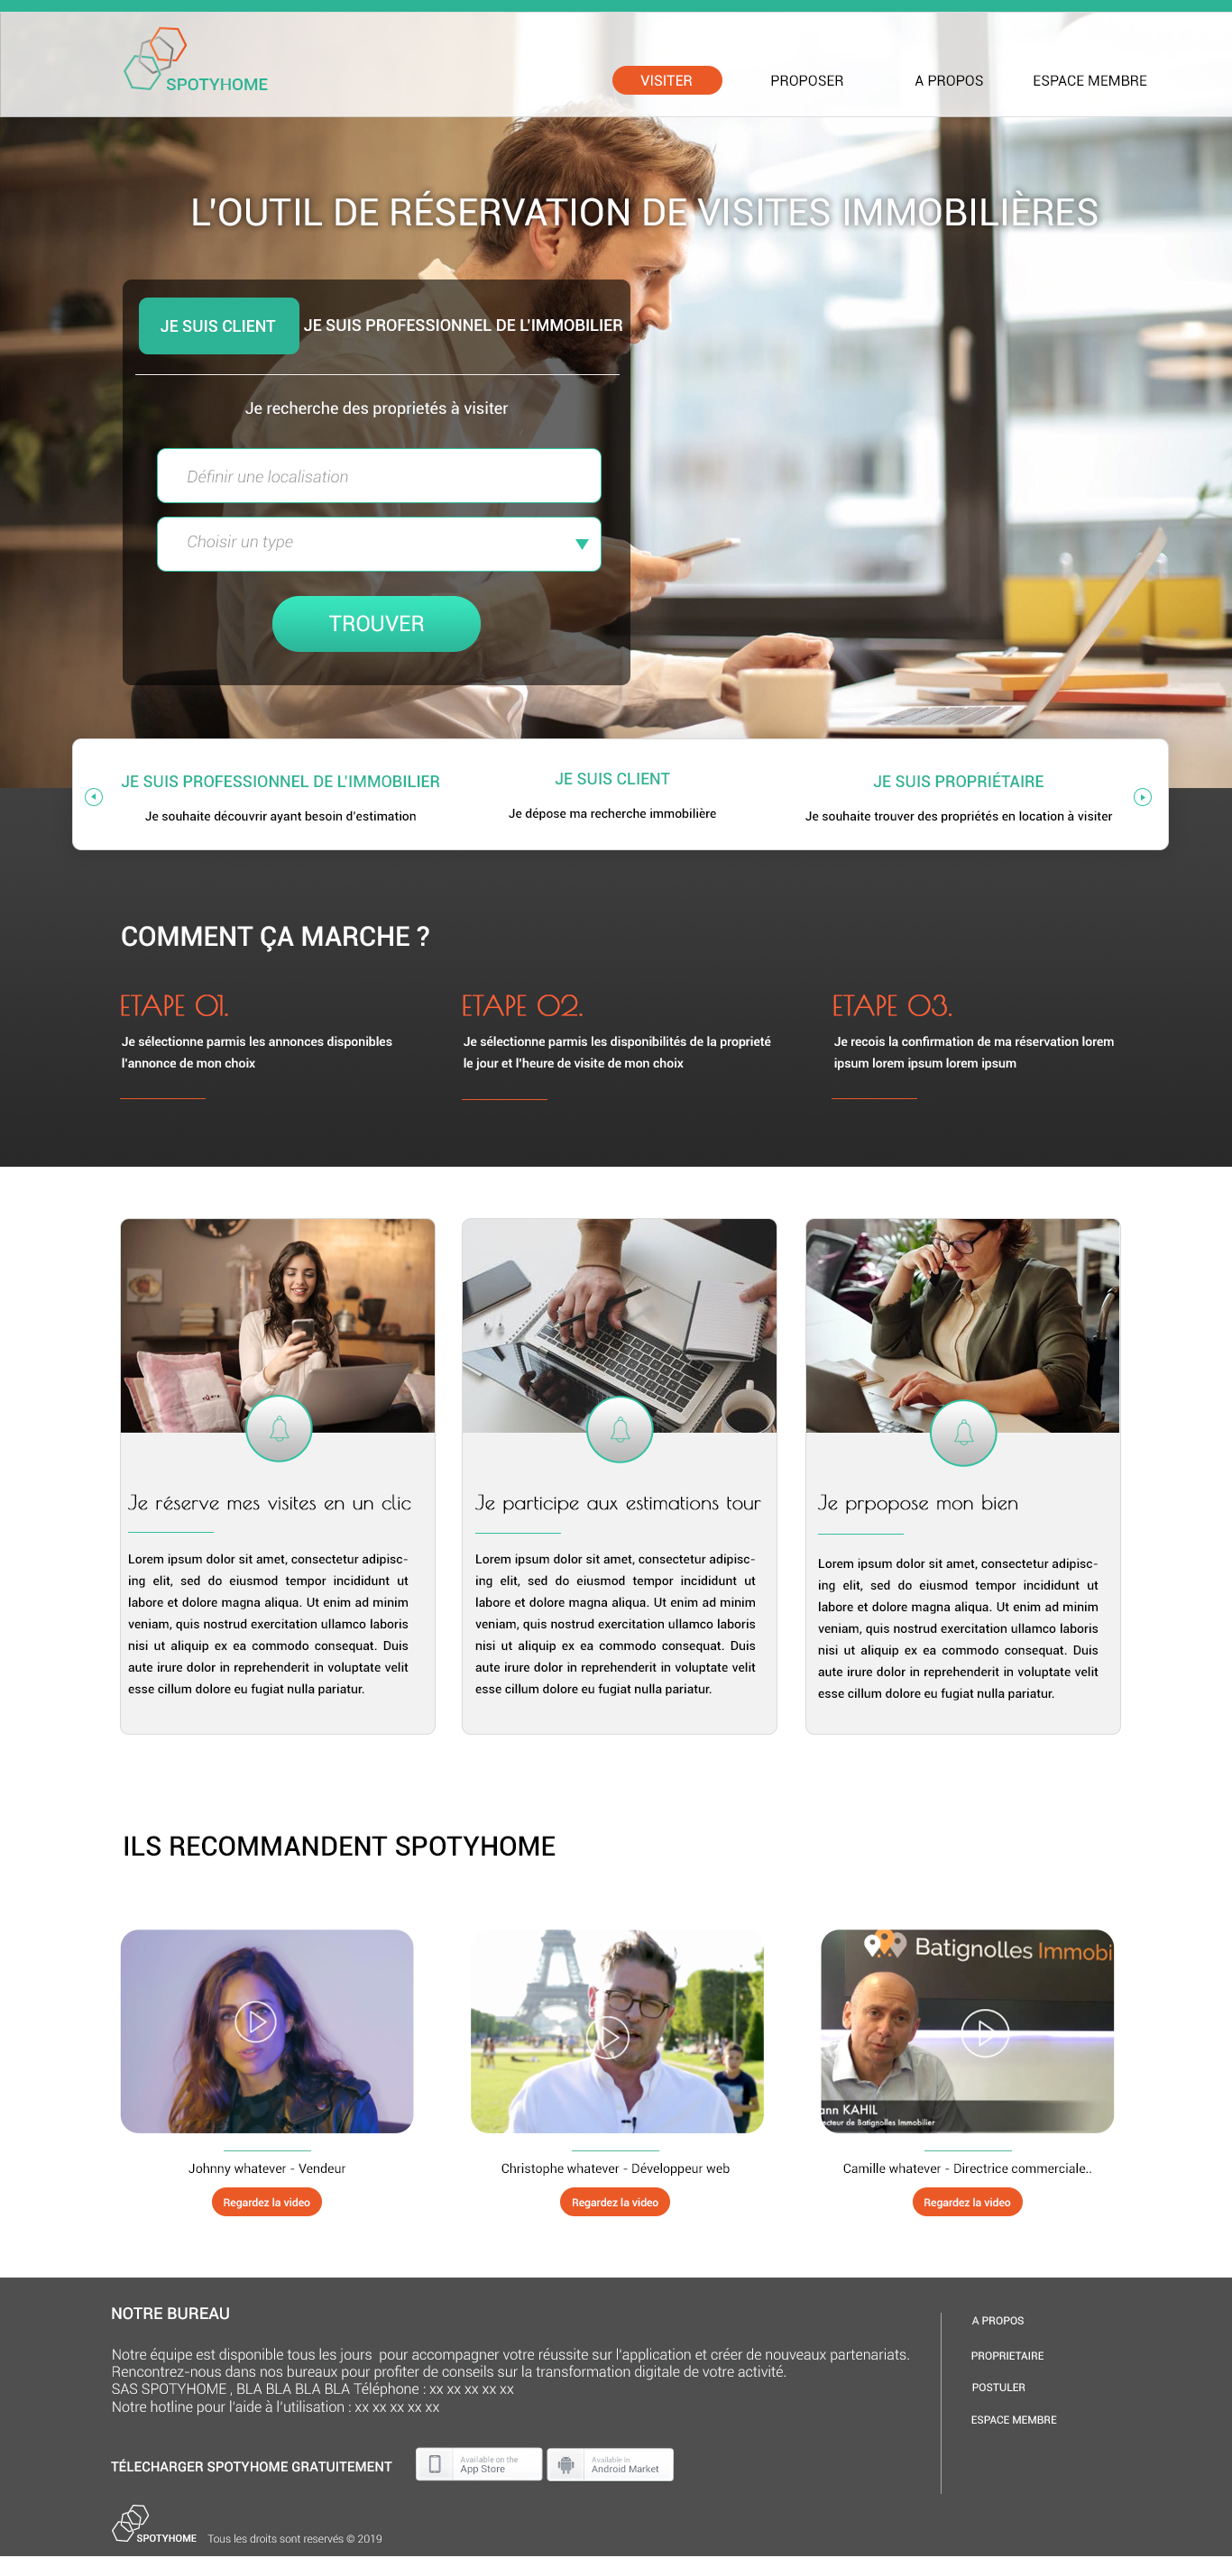 SPOTYHOME
VISITER
PROPOSER
A PROPOS
ESPACE MEMBRE
L'OUTIL DE RÉSERVATION DE VISITES IMMOBILIÈRES
JE SUIS CLIENT
JE SUIS PROFESSIONNEL DE L'IMMOBILIER
Je recherche des proprietés à visiter
Définir une localisation
Choisir un type
TROUVER
JE SUIS PROFESSIONNEL DE L'IMMOBILIER
Je souhaite découvrir ayant besoin d'estimation
JE SUIS CLIENT
Je dépose ma recherche immobilière
JE SUIS PROPRIÉTAIRE
Je souhaite trouver des propriétés en location à visiter
COMMENT ÇA MARCHE ?
ETAPE 01.
Je sélectionne parmis les annonces disponibles
l'annonce de mon choix
ETAPE 02.
Je sélectionne parmis les disponibilités de la proprieté
le jour et l'heure de visite de mon choix
ETAPE 03.
Je recois la confirmation de ma réservation lorem
ipsum lorem ipsum lorem ipsum
Je réserve mes visites en un clic
Lorem ipsum dolor sit amet, consectetur adipisc-
ing elit, sed do eiusmod tempor incididunt ut
labore et dolore magna aliqua. Ut enim ad minim
veniam, quis nostrud exercitation ullamco laboris
nisi ut aliquip ex ea commodo consequat. Duis
aute irure dolor in reprehenderit in voluptate velit
esse cillum dolore eu fugiat nulla pariatur.
Je participe aux estimations tour
Lorem ipsum dolor sit amet, consectetur adipisc-
ing elit, sed do eiusmod tempor incididunt ut
labore et dolore magna aliqua. Ut enim ad minim
veniam, quis nostrud exercitation ullamco laboris
nisi ut aliquip ex ea commodo consequat. Duis
aute irure dolor in reprehenderit in voluptate velit
esse cillum dolore eu fugiat nulla pariatur.
Je prpopose mon bien
Lorem ipsum dolor sit amet, consectetur adipisc-
ing elit, sed do eiusmod tempor incididunt ut
labore et dolore magna aliqua. Ut enim ad minim
veniam, quis nostrud exercitation ullamco laboris
nisi ut aliquip ex ea commodo consequat. Duis
aute irure dolor in reprehenderit in voluptate velit
esse cillum dolore eu fugiat nulla pariatur.
ILS RECOMMANDENT SPOTYHOME
Batignolles Immobi
ann KAHIL
ecteur de Batignolles Immobilier
Johnny whatever - Vendeur
Regardez la video
Christophe whatever - Développeur web
Regardez la video
Camille whatever - Directrice commerciale..
Regardez la video
NOTRE BUREAU
Notre équipe est disponible tous les jours pour accompagner votre réussite sur l'application et créer de nouveaux partenariats.
Rencontrez-nous dans nos bureaux pour profiter de conseils sur la transformation digitale de votre activité.
SAS SPOTYHOME , BLA BLA BLA BLA Téléphone : xx xx xx xx xx
Notre hotline pour l'aide à l'utilisation : xx xx xx xx xx
A PROPOS
PROPRIETAIRE
POSTULER
ESPACE MEMBRE
TÉLECHARGER SPOTYHOME GRATUITEMENT
Available on the
App Store
Available in
Android Market
SPOTYHOME
Tous les droits sont reservés © 2019